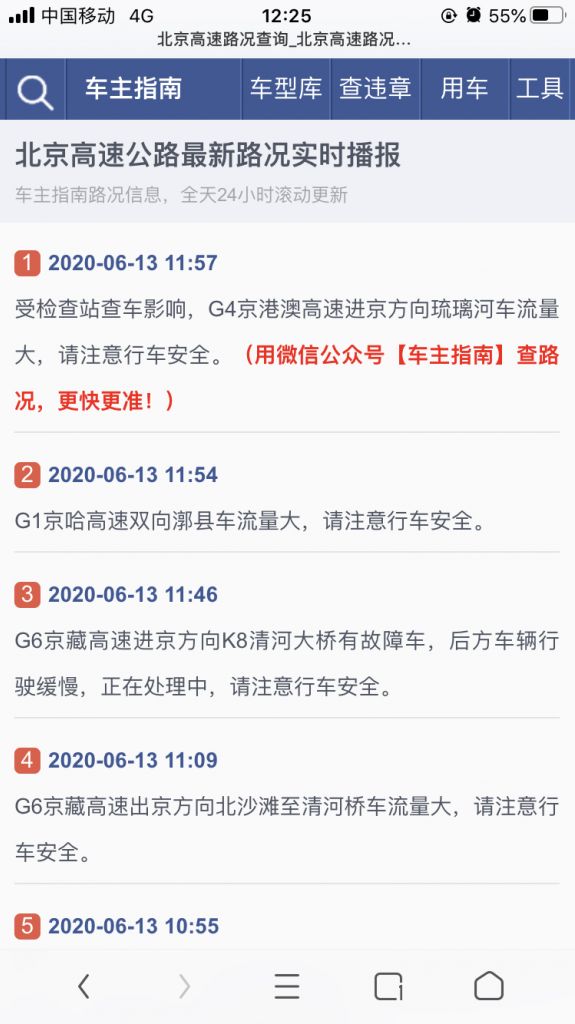 中国移动 4G 12:25 55%
北京高速路况查询_北京高速路况...
车主指南 车型库 查违章 用车 工具
北京高速公路最新路况实时播报
车主指南路况信息，全天24小时滚动更新
1 2020-06-13 11:57
受检查站查车影响，G4京港澳高速进京方向琉璃河车流量
大，请注意行车安全。（用微信公众号【车主指南】查路
况，更快更准！）
2 2020-06-13 11:54
G1京哈高速双向漷县车流量大，请注意行车安全。
3 2020-06-13 11:46
G6京藏高速进京方向K8清河大桥有故障车，后方车辆行
驶缓慢，正在处理中，请注意行车安全。
4 2020-06-13 11:09
G6京藏高速出京方向北沙滩至清河桥车流量大，请注意行
车安全。
5 2020-06-13 10:55
1